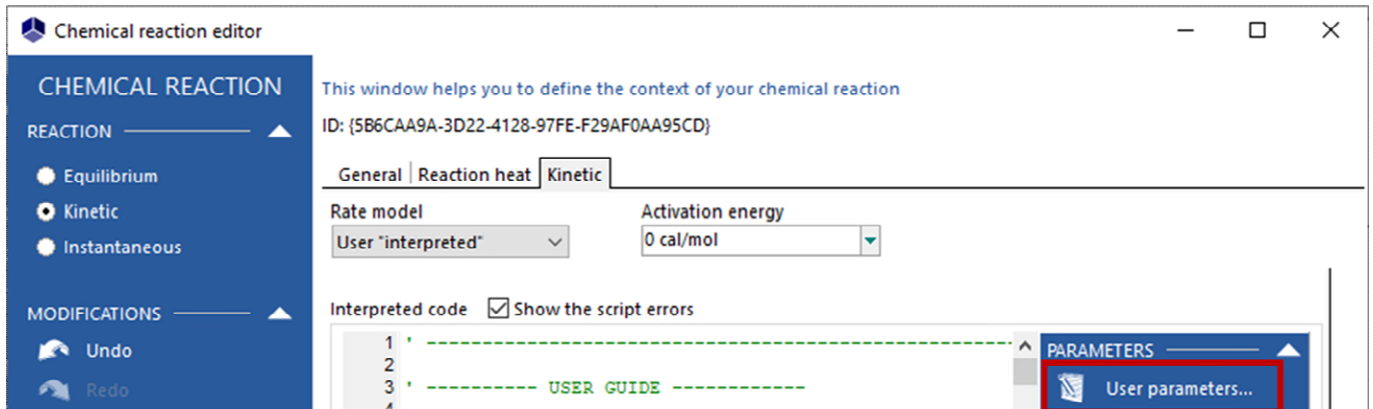 Chemical reaction editor
CHEMICAL REACTION
This window helps you to define the context of your chemical reaction
REACTION
ID: {5B6CAA9A-3D22-4128-97FE-F29AF0AA95CD}
General Reaction heat Kinetic
Equilibrium
Kinetic
Instantaneous
Rate model
Activation energy
User "interpreted"
0 cal/mol
MODIFICATIONS
Undo
Redo
Interpreted code Show the script errors
1 ' ------------------------------------------------------
2
3 ' ---------- USER GUIDE ------------
4
PARAMETERS
User parameters...